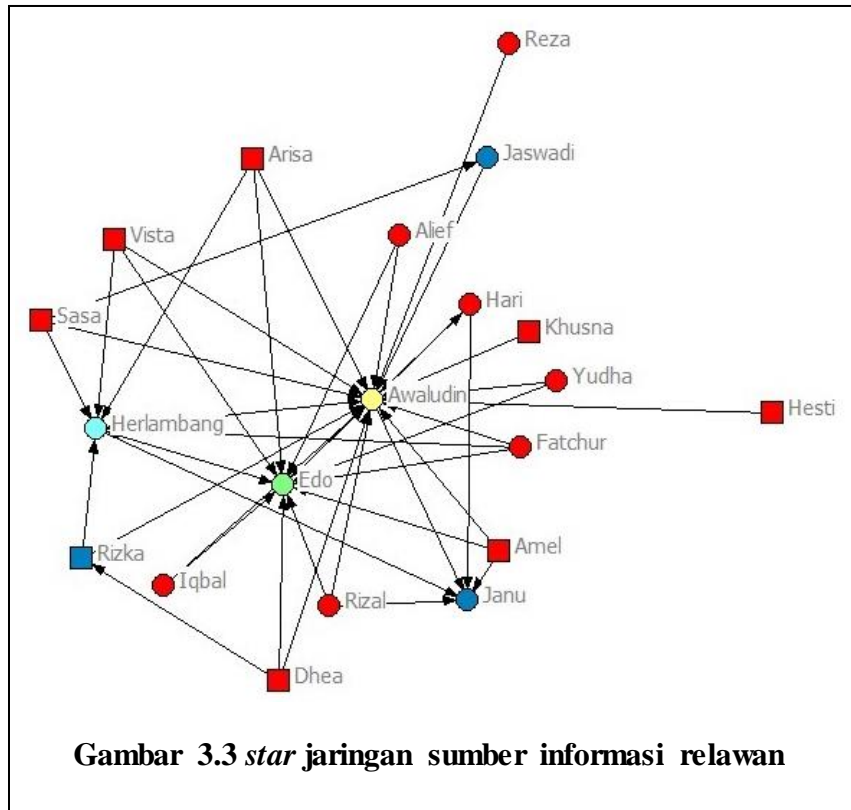 Reza
Jaswadi
Arisa
Alief
Vista
Hari
Sasa
Khusna
Yudha
Awaludin
Hesti
Herlambang
Fatchur
Edo
Amel
Rizka
Iqbal
Janu
Rizal
Dhea
Gambar 3.3 star jaringan sumber informasi relawan